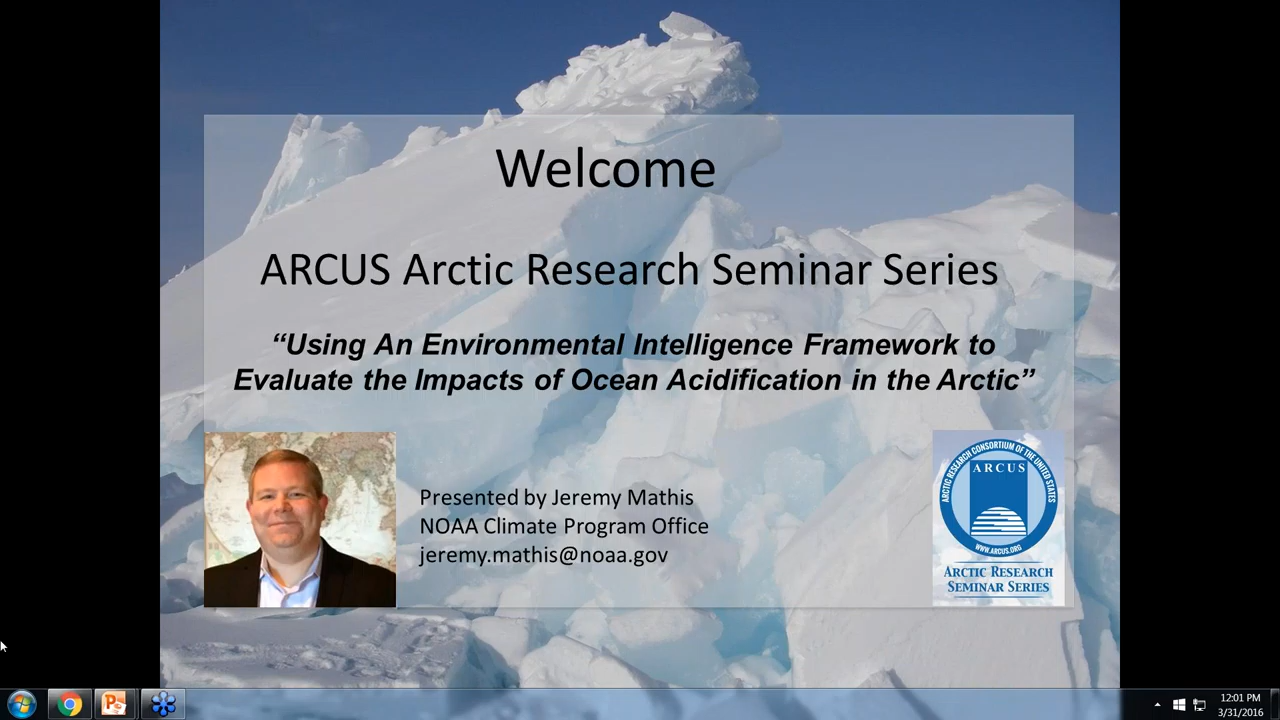 Welcome
ARCUS Arctic Research Seminar Series
“Using An Environmental Intelligence Framework to
Evaluate the Impacts of Ocean Acidification in the Arctic”
Presented by Jeremy Mathis
NOAA Climate Program Office
jeremy.mathis@noaa.gov
ARCTIC RESEARCH CONSORTIUM OF THE UNITED STATES
ARCUS
WWW.ARCUS.ORG
ARCTIC RESEARCH
SEMINAR SERIES
12:01 PM
3/31/2016